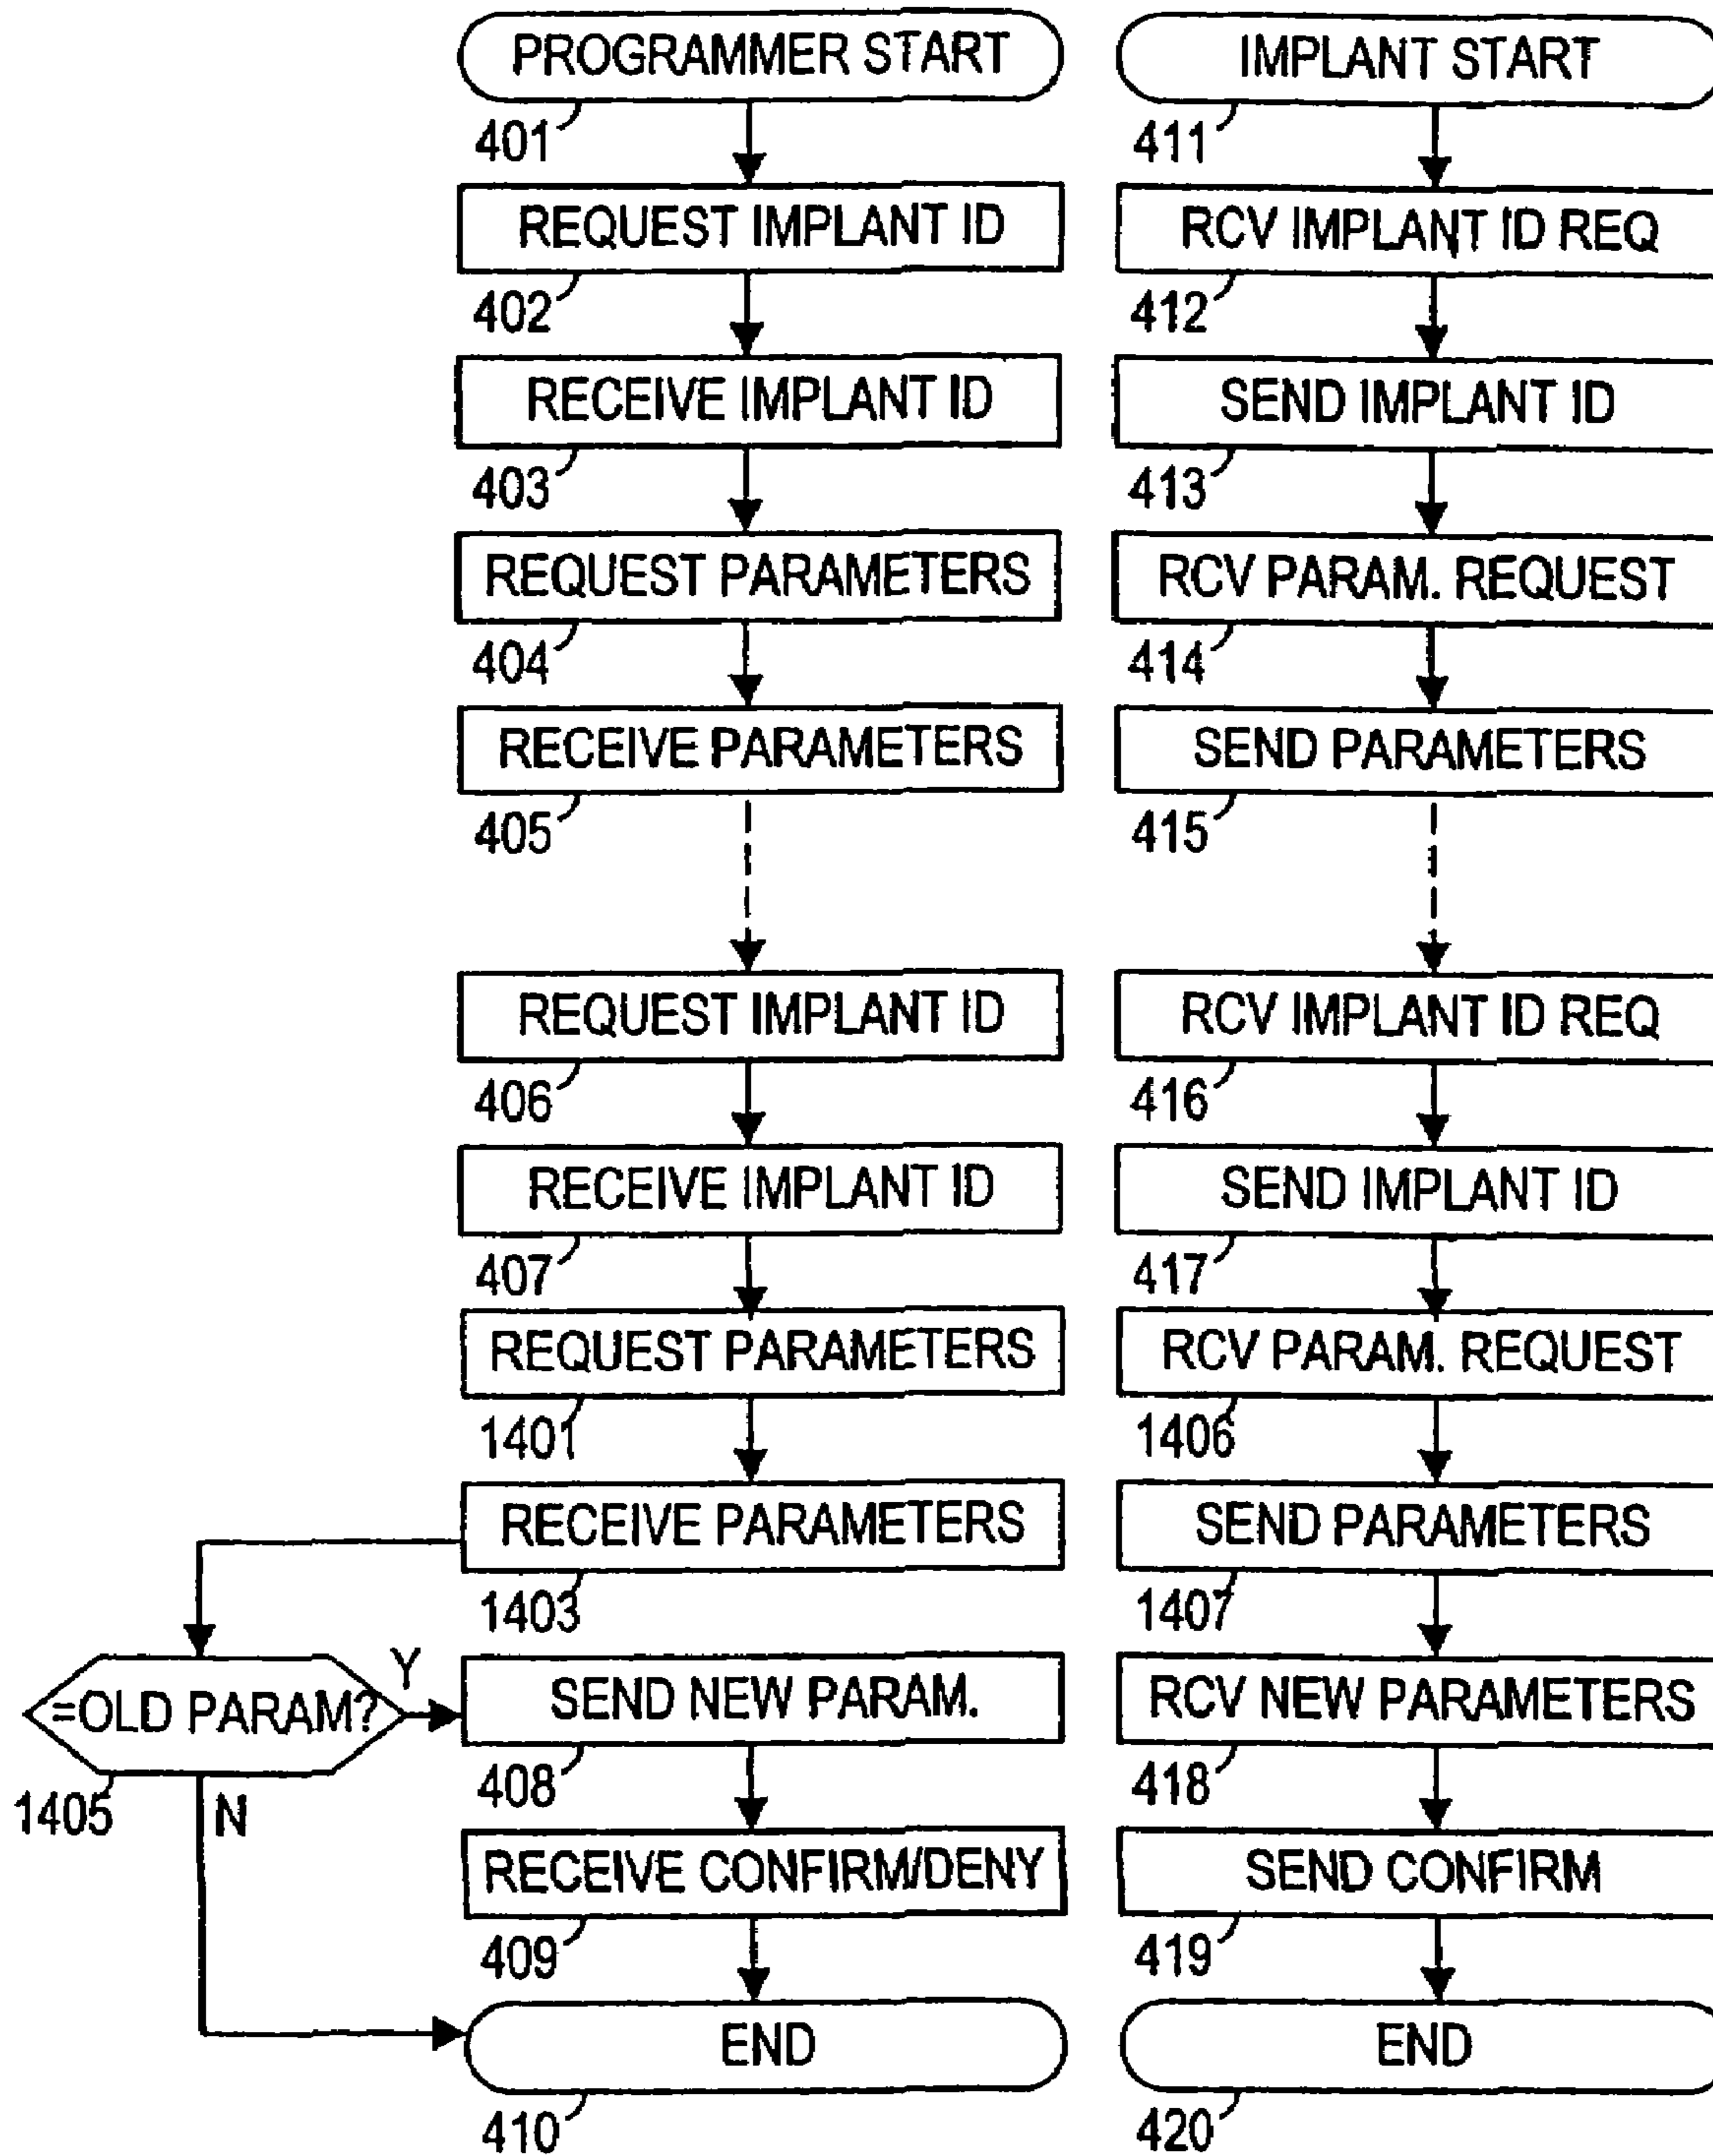 PROGRAMMER START
401
REQUEST IMPLANT ID
402
RECEIVE IMPLANT ID
403
REQUEST PARAMETERS
404
RECEIVE PARAMETERS
405
REQUEST IMPLANT ID
406
RECEIVE IMPLANT ID
407
REQUEST PARAMETERS
1401
RECEIVE PARAMETERS
1403
=OLD PARAM?
1405
Y
N
SEND NEW PARAM.
408
RECEIVE CONFIRM/DENY
409
END
410
IMPLANT START
411
RCV IMPLANT ID REQ
412
SEND IMPLANT ID
413
RCV PARAM. REQUEST
414
SEND PARAMETERS
415
RCV IMPLANT ID REQ
416
SEND IMPLANT ID
417
RCV PARAM. REQUEST
1406
SEND PARAMETERS
1407
RCV NEW PARAMETERS
418
SEND CONFIRM
419
END
420